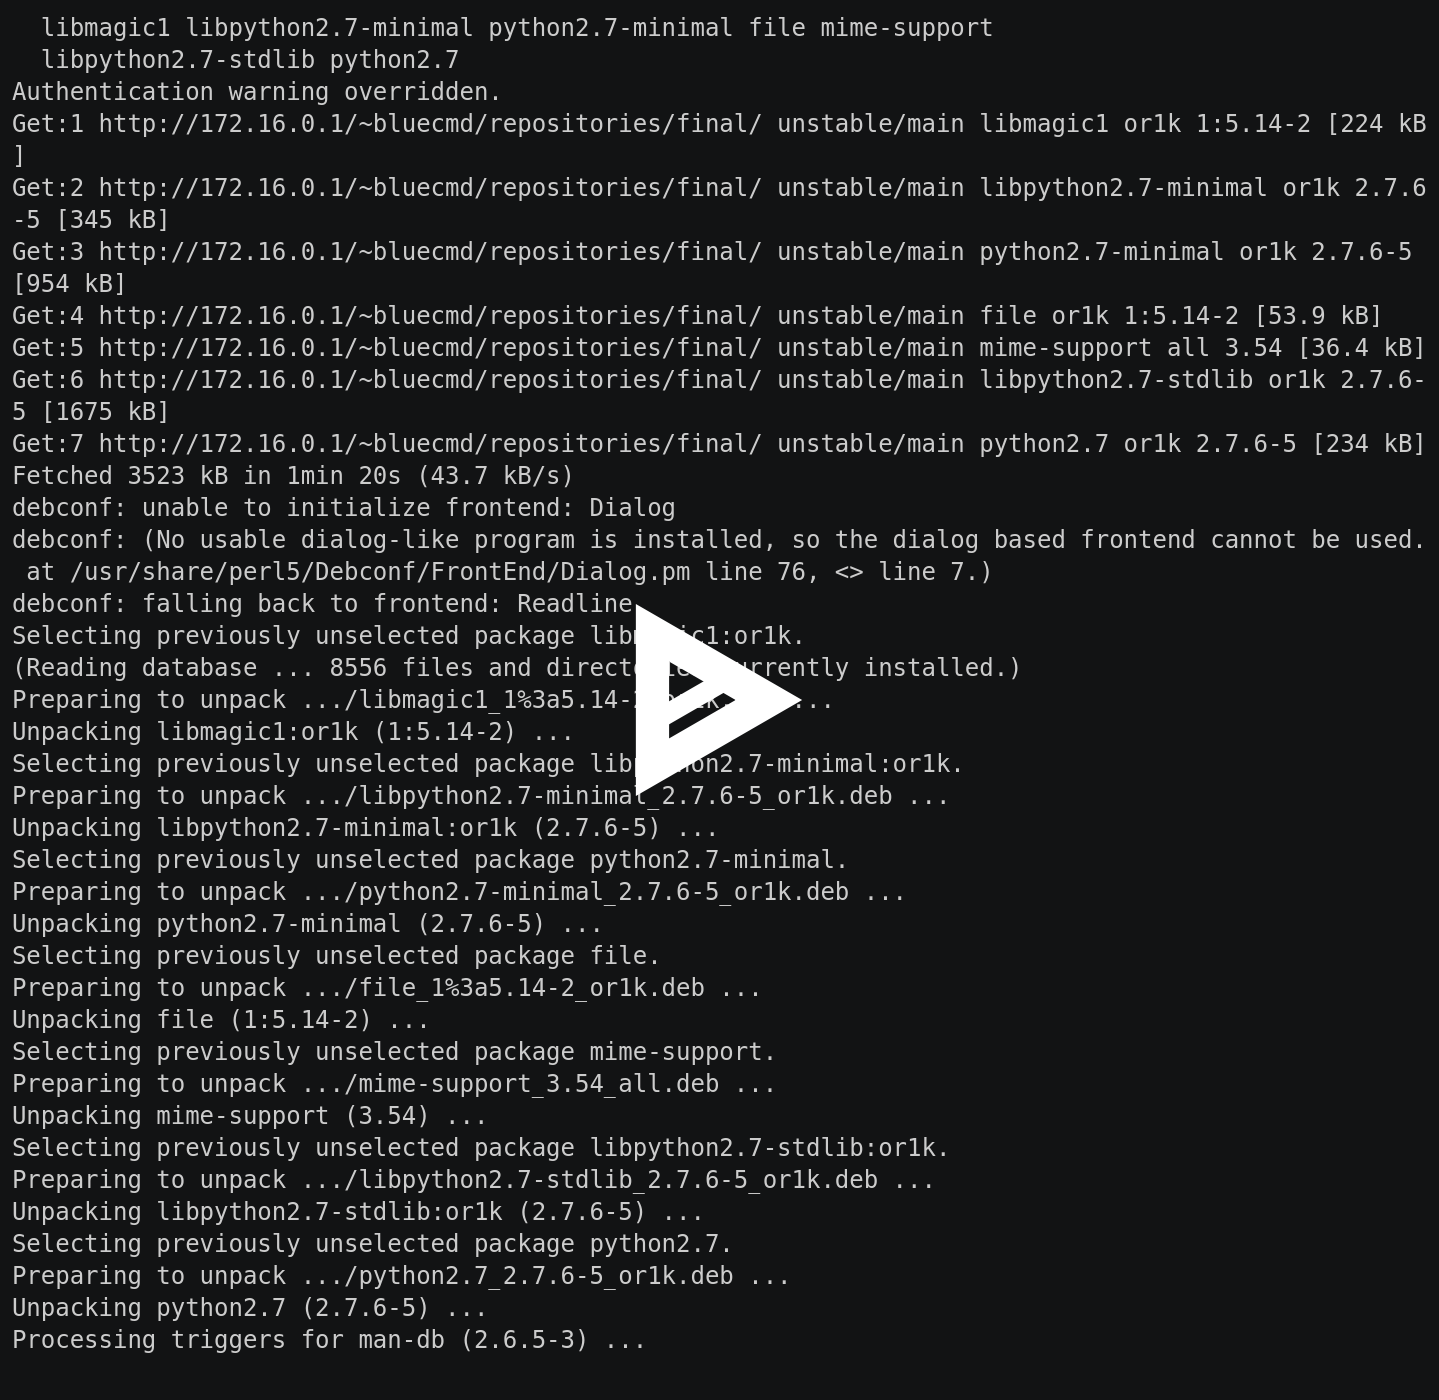 libmagic1 libpython2.7-minimal python2.7-minimal file mime-support
  libpython2.7-stdlib python2.7
Authentication warning overridden.
Get:1 http://172.16.0.1/~bluecmd/repositories/final/ unstable/main libmagic1 or1k 1:5.14-2 [224 kB
]
Get:2 http://172.16.0.1/~bluecmd/repositories/final/ unstable/main libpython2.7-minimal or1k 2.7.6
-5 [345 kB]
Get:3 http://172.16.0.1/~bluecmd/repositories/final/ unstable/main python2.7-minimal or1k 2.7.6-5
[954 kB]
Get:4 http://172.16.0.1/~bluecmd/repositories/final/ unstable/main file or1k 1:5.14-2 [53.9 kB]
Get:5 http://172.16.0.1/~bluecmd/repositories/final/ unstable/main mime-support all 3.54 [36.4 kB]
Get:6 http://172.16.0.1/~bluecmd/repositories/final/ unstable/main libpython2.7-stdlib or1k 2.7.6-
5 [1675 kB]
Get:7 http://172.16.0.1/~bluecmd/repositories/final/ unstable/main python2.7 or1k 2.7.6-5 [234 kB]
Fetched 3523 kB in 1min 20s (43.7 kB/s)
debconf: unable to initialize frontend: Dialog
debconf: (No usable dialog-like program is installed, so the dialog based frontend cannot be used.
 at /usr/share/perl5/Debconf/FrontEnd/Dialog.pm line 76, <> line 7.)
debconf: falling back to frontend: Readline
Selecting previously unselected package libmagic1:or1k.
(Reading database ... 8556 files and directories currently installed.)
Preparing to unpack .../libmagic1_1%3a5.14-2_or1k.deb ...
Unpacking libmagic1:or1k (1:5.14-2) ...
Selecting previously unselected package libpython2.7-minimal:or1k.
Preparing to unpack .../libpython2.7-minimal_2.7.6-5_or1k.deb ...
Unpacking libpython2.7-minimal:or1k (2.7.6-5) ...
Selecting previously unselected package python2.7-minimal.
Preparing to unpack .../python2.7-minimal_2.7.6-5_or1k.deb ...
Unpacking python2.7-minimal (2.7.6-5) ...
Selecting previously unselected package file.
Preparing to unpack .../file_1%3a5.14-2_or1k.deb ...
Unpacking file (1:5.14-2) ...
Selecting previously unselected package mime-support.
Preparing to unpack .../mime-support_3.54_all.deb ...
Unpacking mime-support (3.54) ...
Selecting previously unselected package libpython2.7-stdlib:or1k.
Preparing to unpack .../libpython2.7-stdlib_2.7.6-5_or1k.deb ...
Unpacking libpython2.7-stdlib:or1k (2.7.6-5) ...
Selecting previously unselected package python2.7.
Preparing to unpack .../python2.7_2.7.6-5_or1k.deb ...
Unpacking python2.7 (2.7.6-5) ...
Processing triggers for man-db (2.6.5-3) ...